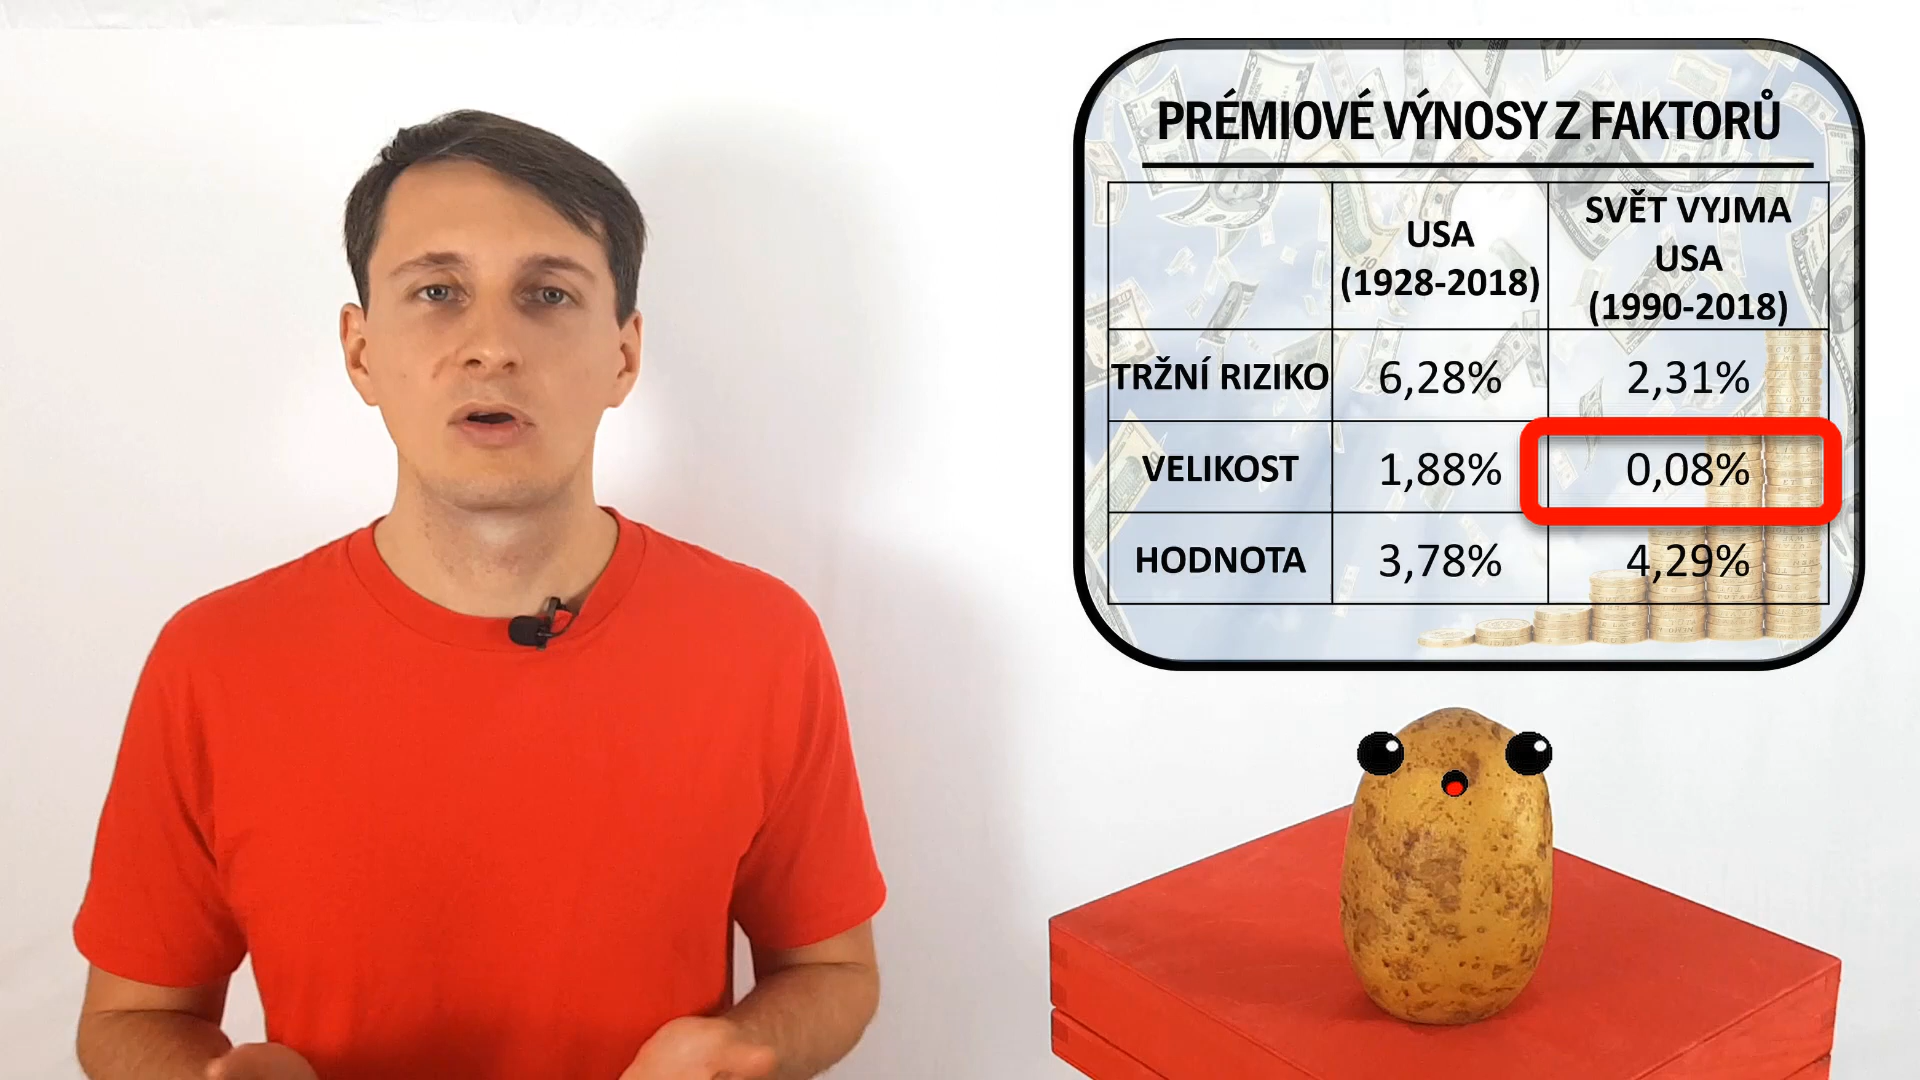 PRÉMIOVÉ VÝNOSY Z FAKTORŮ
USA
(1928-2018)
SVĚT VYJMA
USA
(1990-2018)
TRŽNÍ RIZIKO 6,28% 2,31%
VELIKOST 1,88% 0,08%
HODNOTA 3,78% 4,29%